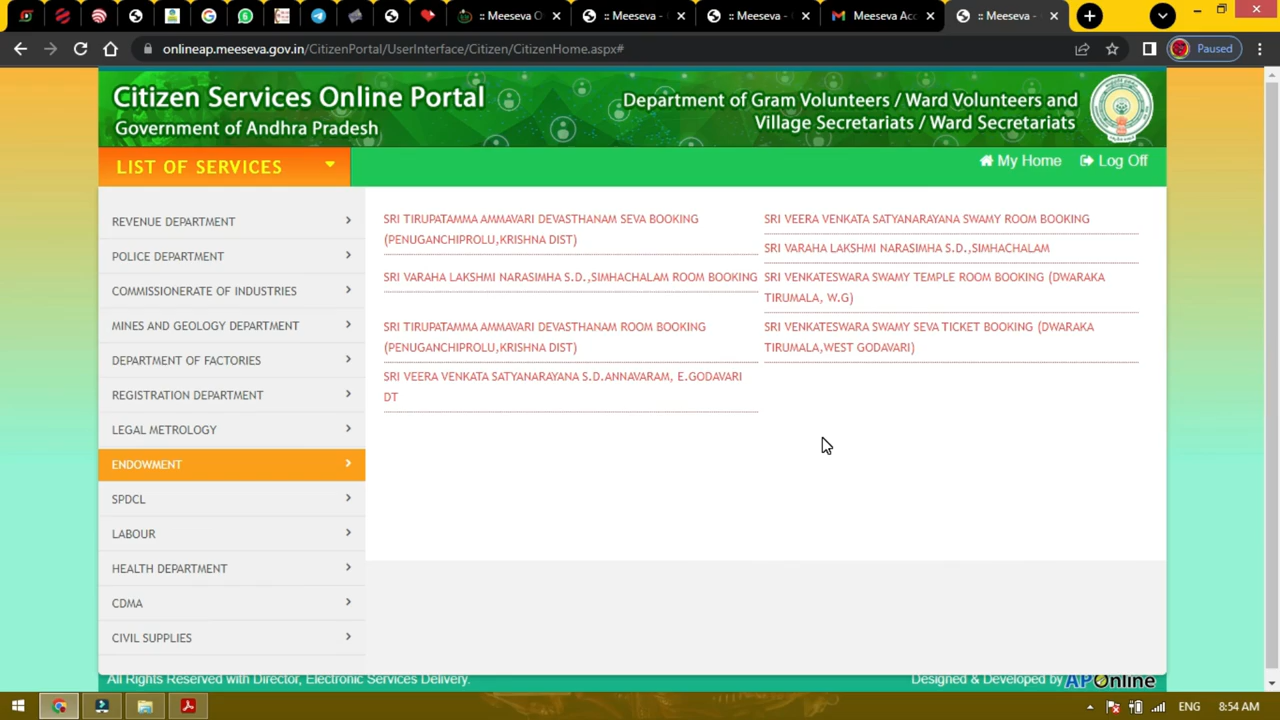 :: Meeseva O
:: Meeseva -
:: Meeseva -
Meeseva Acc
:: Meeseva -
onlineap.meeseva.gov.in/CitizenPortal/UserInterface/Citizen/CitizenHome.aspx#
Paused
Citizen Services Online Portal
Government of Andhra Pradesh
Department of Gram Volunteers / Ward Volunteers and
Village Secretariats / Ward Secretariats
LIST OF SERVICES
My Home
Log Off
REVENUE DEPARTMENT
POLICE DEPARTMENT
COMMISSIONERATE OF INDUSTRIES
MINES AND GEOLOGY DEPARTMENT
DEPARTMENT OF FACTORIES
REGISTRATION DEPARTMENT
LEGAL METROLOGY
ENDOWMENT
SPDCL
LABOUR
HEALTH DEPARTMENT
CDMA
CIVIL SUPPLIES
SRI TIRUPATAMMA AMMAVARI DEVASTHANAM SEVA BOOKING
(PENUGANCHIPROLU,KRISHNA DIST)
SRI VARAHA LAKSHMI NARASIMHA S.D.,SIMHACHALAM ROOM BOOKING
SRI TIRUPATAMMA AMMAVARI DEVASTHANAM ROOM BOOKING
(PENUGANCHIPROLU,KRISHNA DIST)
SRI VEERA VENKATA SATYANARAYANA S.D.ANNAVARAM, E.GODAVARI
DT
SRI VEERA VENKATA SATYANARAYANA SWAMY ROOM BOOKING
SRI VARAHA LAKSHMI NARASIMHA S.D.,SIMHACHALAM
SRI VENKATESWARA SWAMY TEMPLE ROOM BOOKING (DWARAKA
TIRUMALA, W.G)
SRI VENKATESWARA SWAMY SEVA TICKET BOOKING (DWARAKA
TIRUMALA,WEST GODAVARI)
All Rights Reserved with Director, Electronic Services Delivery.
Designed & Developed by APOnline
ENG
8:54 AM